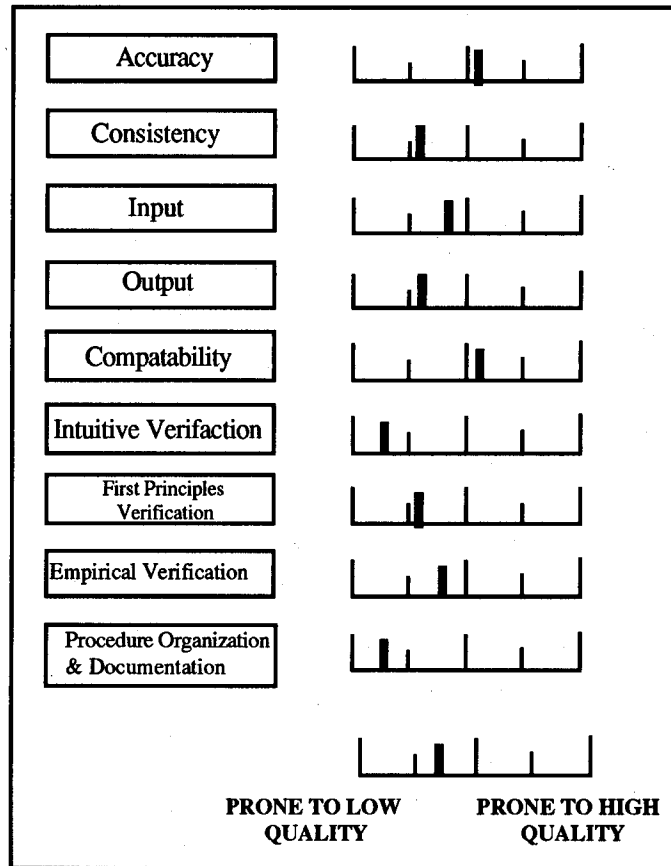 Accuracy
Consistency
Input
Output
Compatability
Intuitive Verifaction
First Principles
Verification
Empirical Verification
Procedure Organization
& Documentation
PRONE TO LOW
QUALITY
PRONE TO HIGH
QUALITY